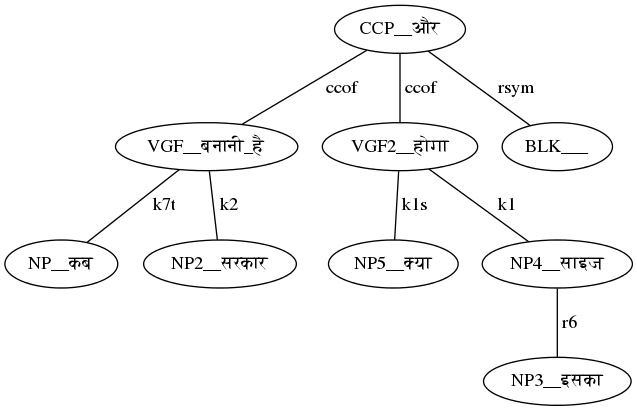 CCP__और
ccof ccof rsym
VGF__बनानी_है VGF2__होगा BLK___
k7t k2 k1s k1
NP__कब NP2__सरकार NP5__क्या NP4__साइज
r6
NP3__इसका